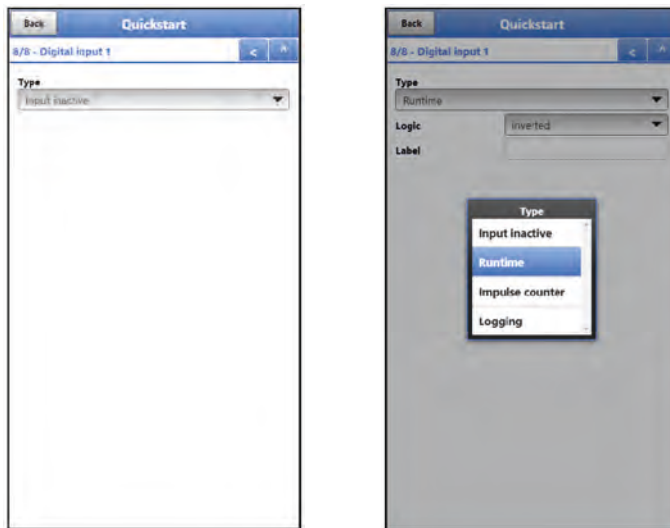 Back Quickstart
8/8 - Digital input 1 < ^
Type
Input inactive
Back Quickstart
8/8 - Digital input 1 < ^
Type
Runtime
Logic inverted
Label
Type
Input inactive
Runtime
Impulse counter
Logging